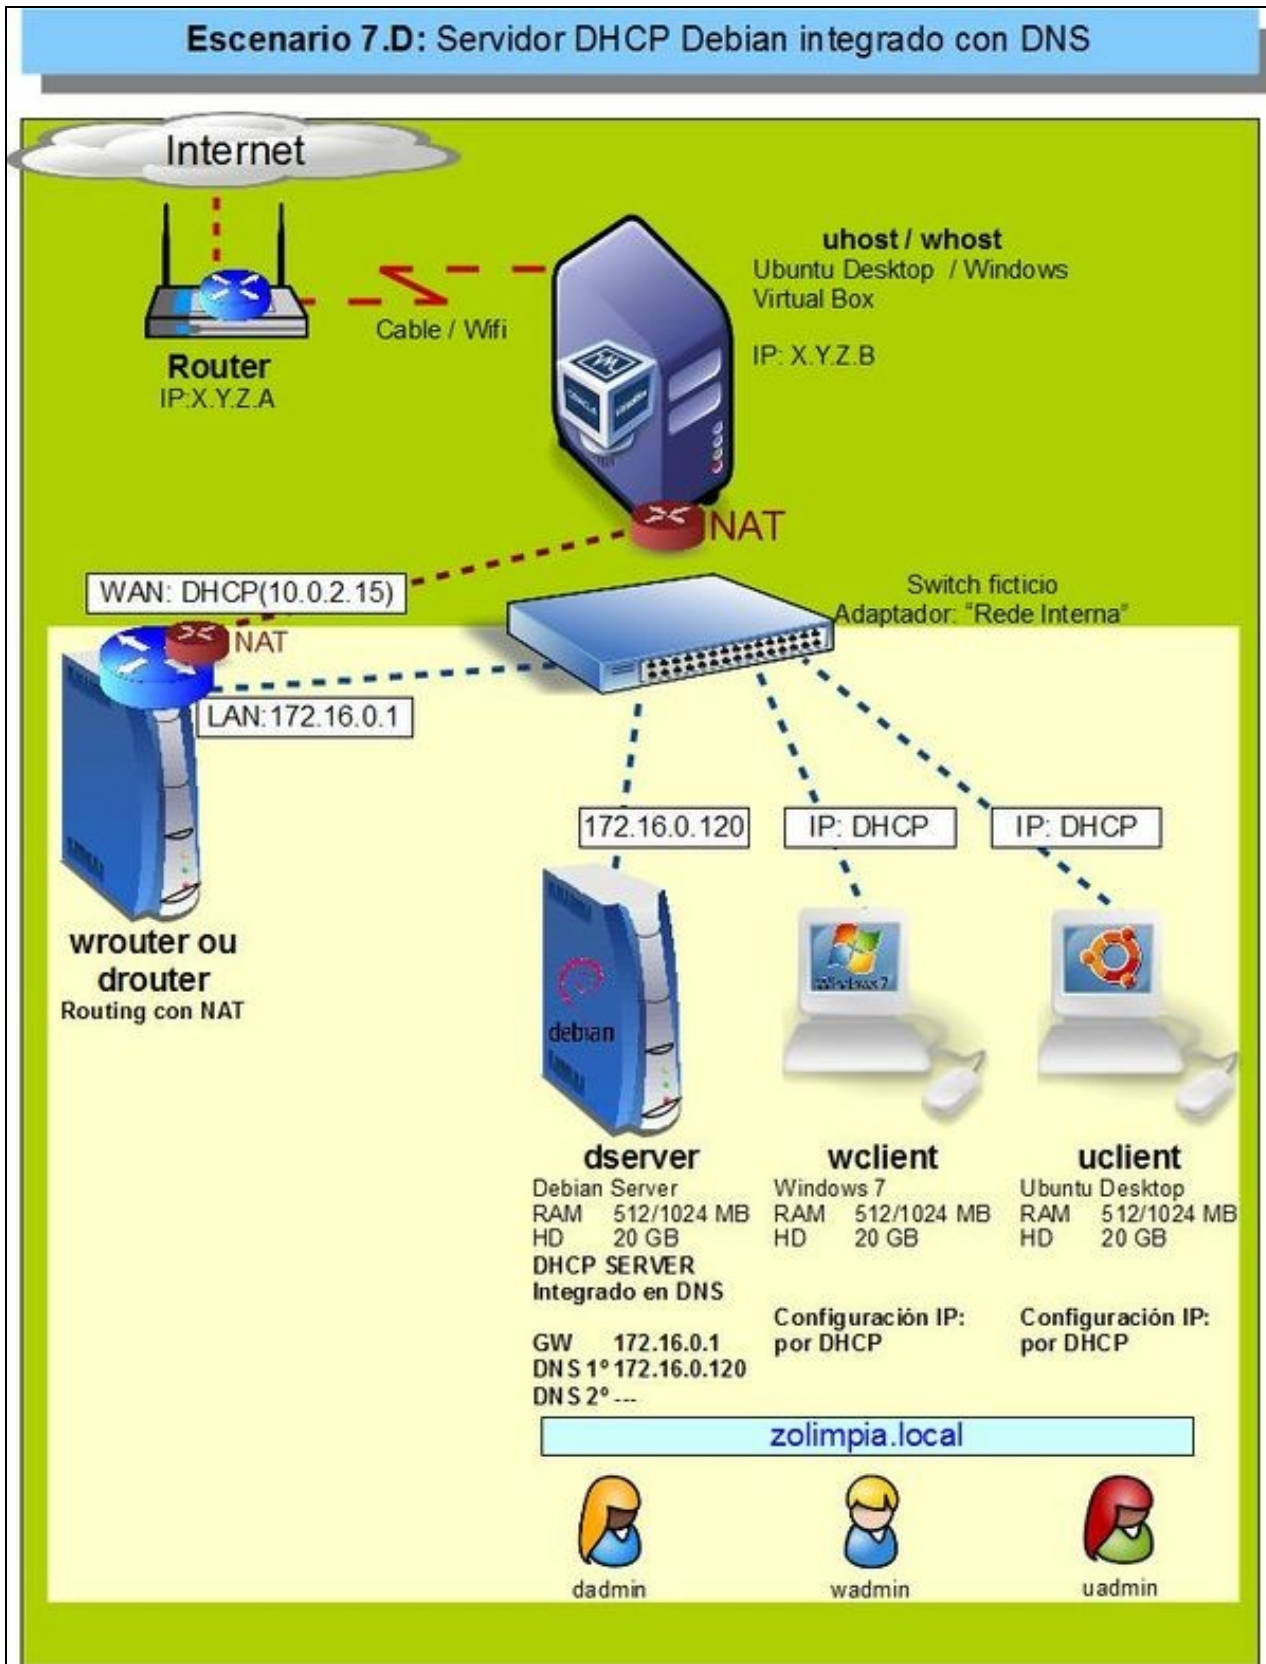 Escenario 7.D: Servidor DHCP Debian integrado con DNS
Internet
Cable / Wifi
Router
IP:X.Y.Z.A
uhost / whost
Ubuntu Desktop / Windows
Virtual Box
IP: X.Y.Z.B
NAT
WAN: DHCP(10.0.2.15)
NAT
LAN:172.16.0.1
Switch ficticio
Adaptador: "Rede Interna"
172.16.0.120
IP: DHCP
IP: DHCP
wrouter ou
drouter
Routing con NAT
debian
Windows 7
dserver
Debian Server
RAM 512/1024 MB
HD 20 GB
DHCP SERVER
Integrado en DNS
GW 172.16.0.1
DNS 1º 172.16.0.120
DNS 2º ---
wclient
Windows 7
RAM 512/1024 MB
HD 20 GB
Configuración IP:
por DHCP
uclient
Ubuntu Desktop
RAM 512/1024 MB
HD 20 GB
Configuración IP:
por DHCP
zolimpia.local
dadmin
wadmin
uadmin